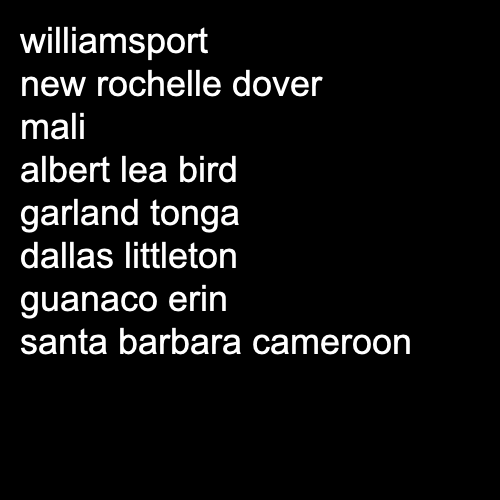 williamsport
new rochelle dover
mali
albert lea bird
garland tonga
dallas littleton
guanaco erin
santa barbara cameroon